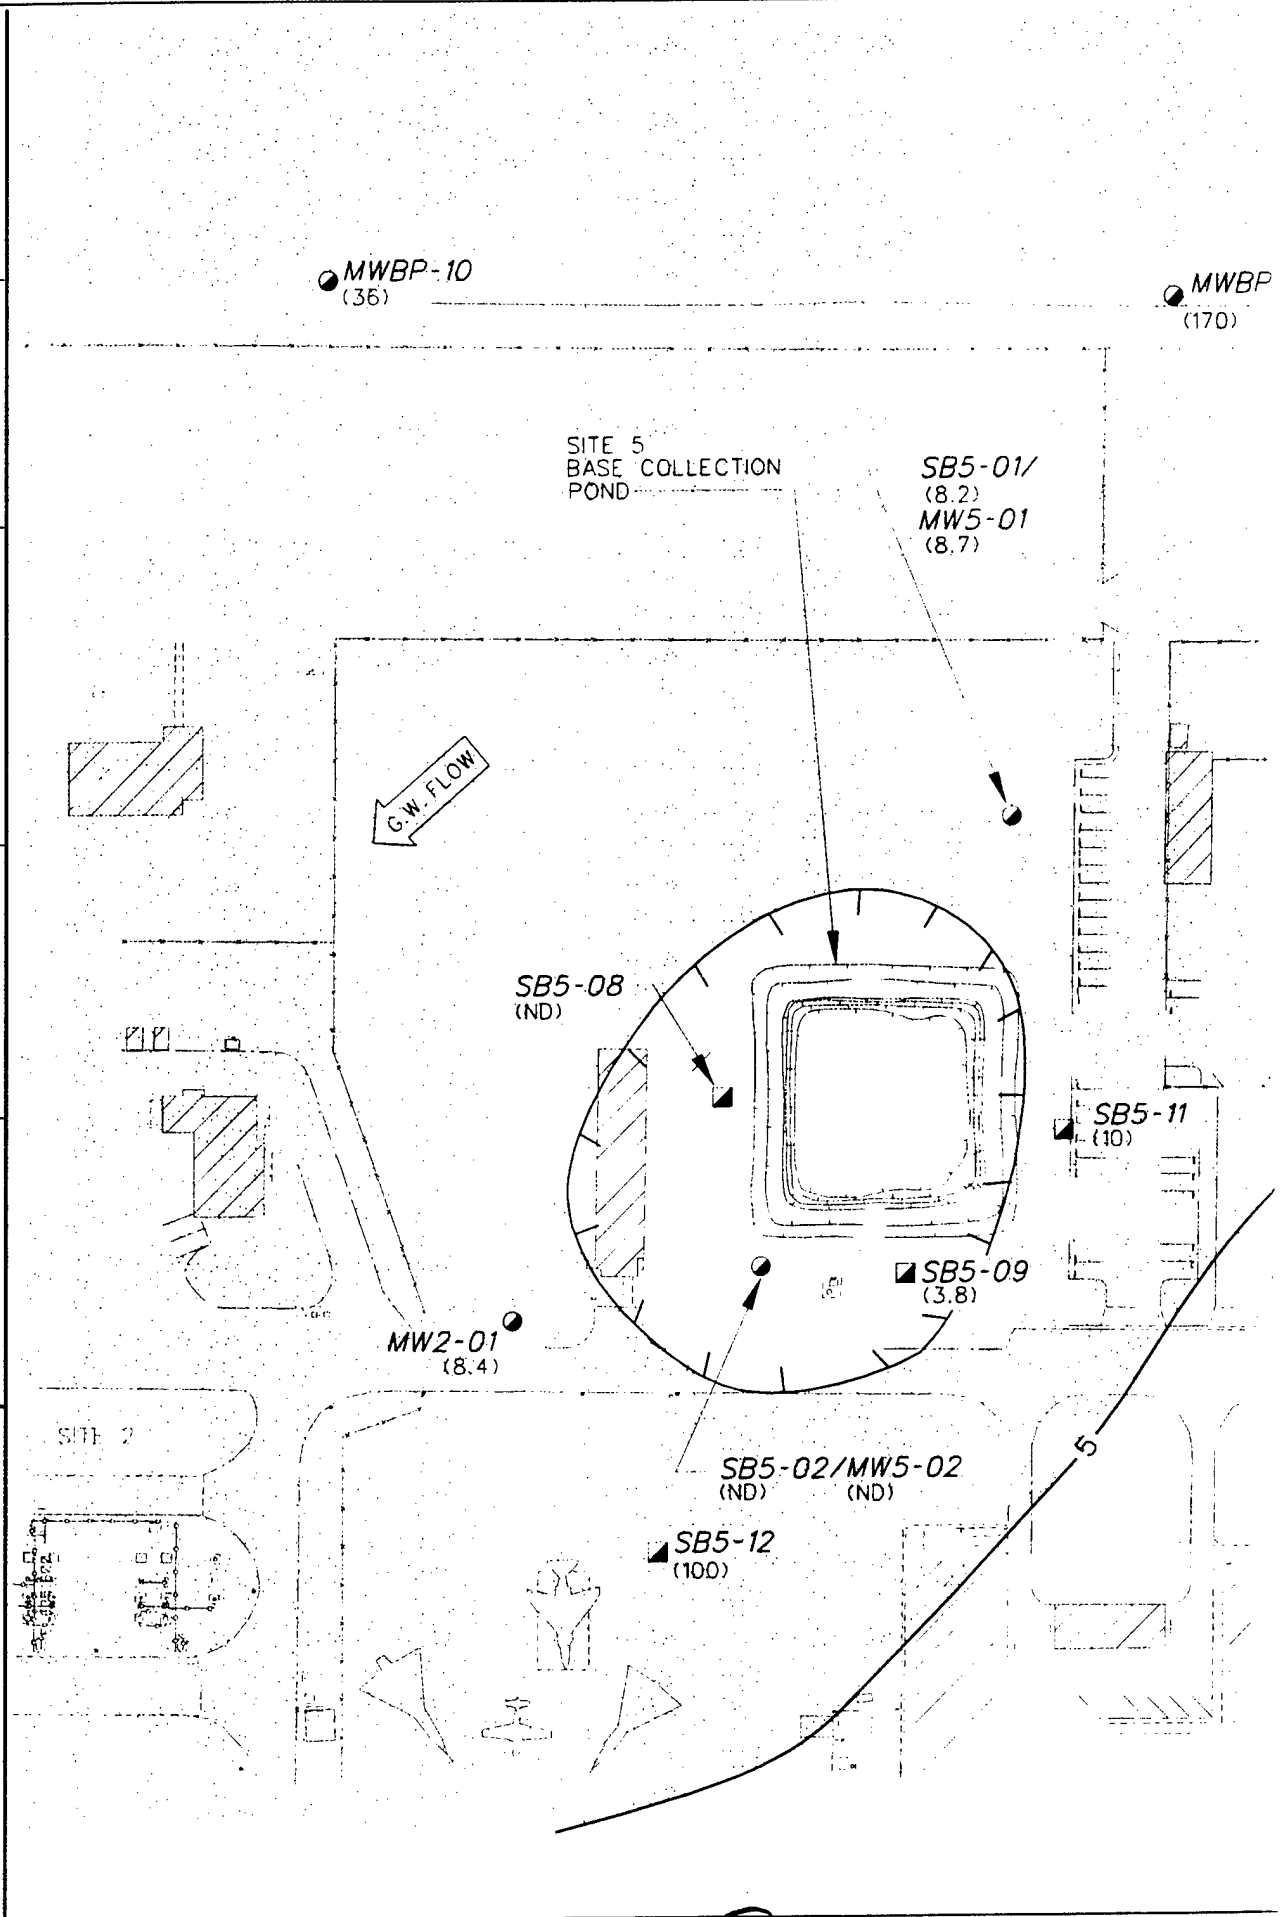 MWBP-10
(36)
MWBP
(170)
SITE 5
BASE COLLECTION
POND
SB5-01/
(8.2)
MW5-01
(8.7)
G.W. FLOW
SB5-08
(ND)
SB5-11
(10)
SB5-09
(3.8)
MW2-01
(8.4)
SITE 2
5
SB5-02/MW5-02
(ND) (ND)
SB5-12
(100)